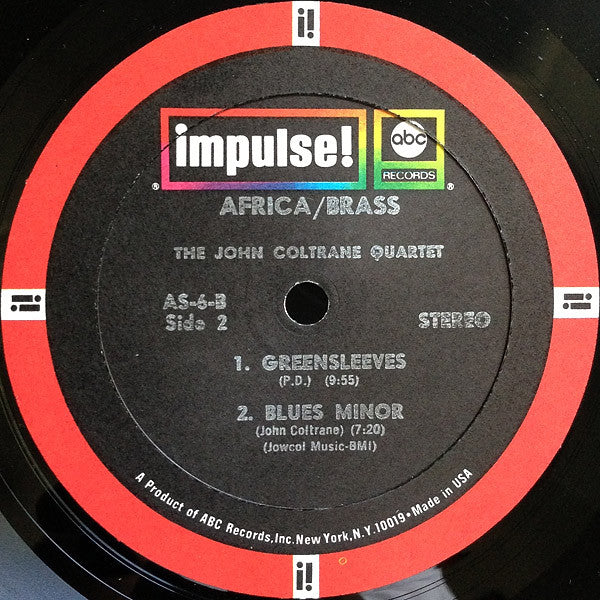 i!
impulse! abc
RECORDS
® ®
AFRICA/BRASS
THE JOHN COLTRANE QUARTET
AS-6-B
Side 2 STEREO
i! i!
1. GREENSLEEVES
(P.D.) (9:55)
2. BLUES MINOR
(John Coltrane) (7:20)
(Jowcol Music-BMI)
A Product of ABC Records,Inc.New York,N.Y.10019•Made in USA
i!